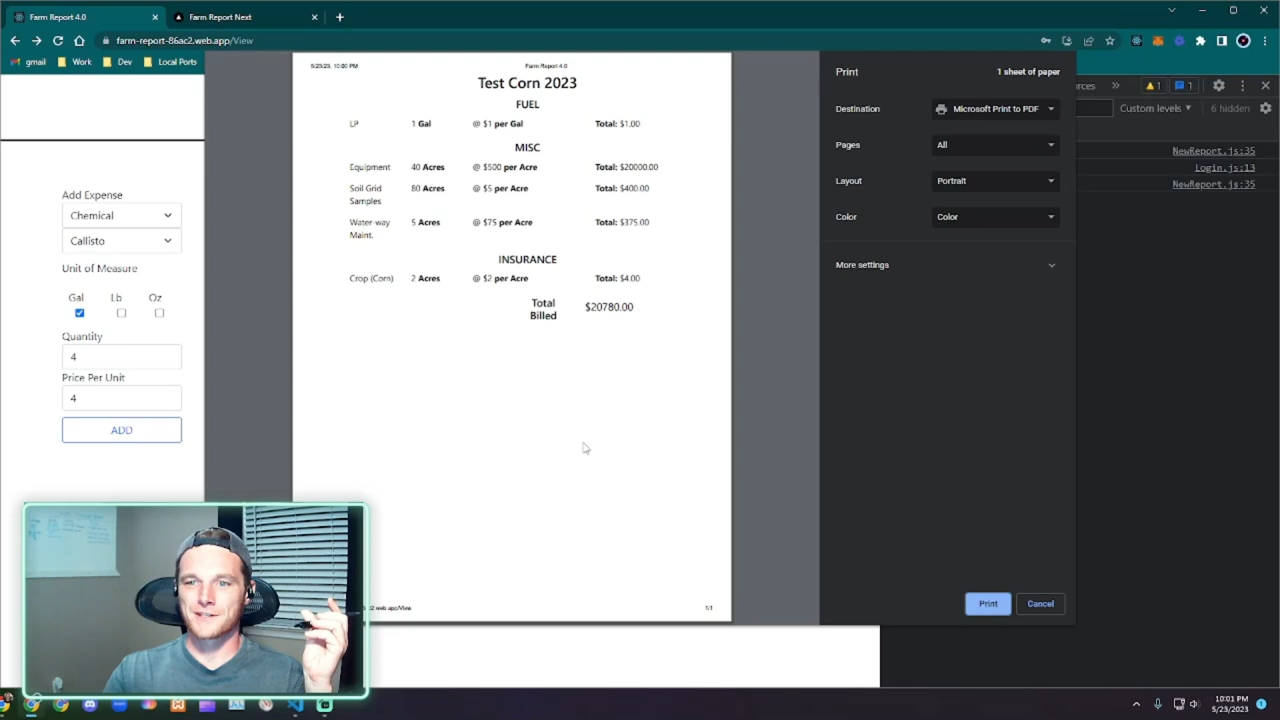 Farm Report 4.0
Farm Report Next
farm-report-86ac2.web.app/View
gmail
Work
Dev
Local Ports
5/23/23, 10:00 PM
Farm Report 4.0
Test Corn 2023
FUEL
LP 1 Gal @ $1 per Gal Total: $1.00
MISC
Equipment 40 Acres @ $500 per Acre Total: $20000.00
Soil Grid Samples 80 Acres @ $5 per Acre Total: $400.00
Water-way Maint. 5 Acres @ $75 per Acre Total: $375.00
INSURANCE
Crop (Corn) 2 Acres @ $2 per Acre Total: $4.00
Total Billed $20780.00
web.app/View
1/1
Add Expense
Chemical
Callisto
Unit of Measure
Gal Lb Oz
Quantity
4
Price Per Unit
4
ADD
Print
1 sheet of paper
Destination
Microsoft Print to PDF
Pages
All
Layout
Portrait
Color
Color
More settings
Print
Cancel
urces
1
1
Custom levels
6 hidden
NewReport.js:35
Login.js:13
NewReport.js:35
10:01 PM
5/23/2023
1